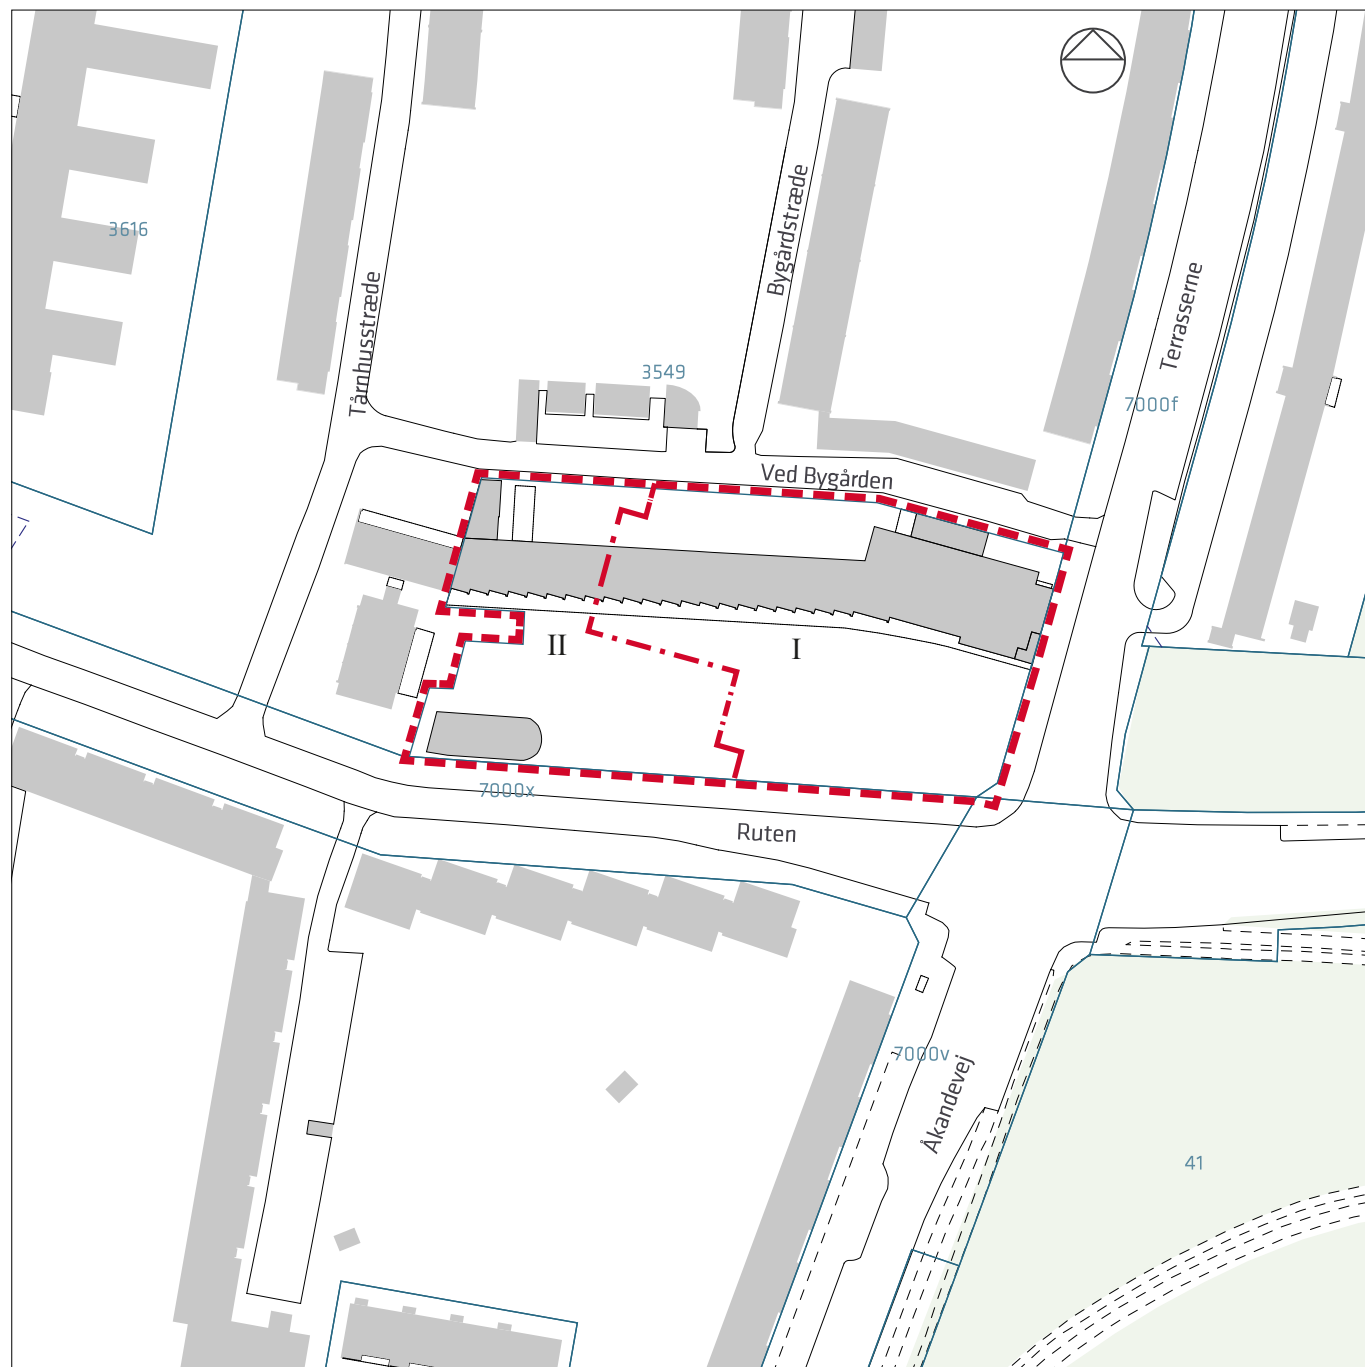 3616
Tårnhusstræde
Bygårdstræde
Terrasserne
3549
7000f
Ved Bygården
II
I
7000x
Ruten
7000v
Åkandevej
41